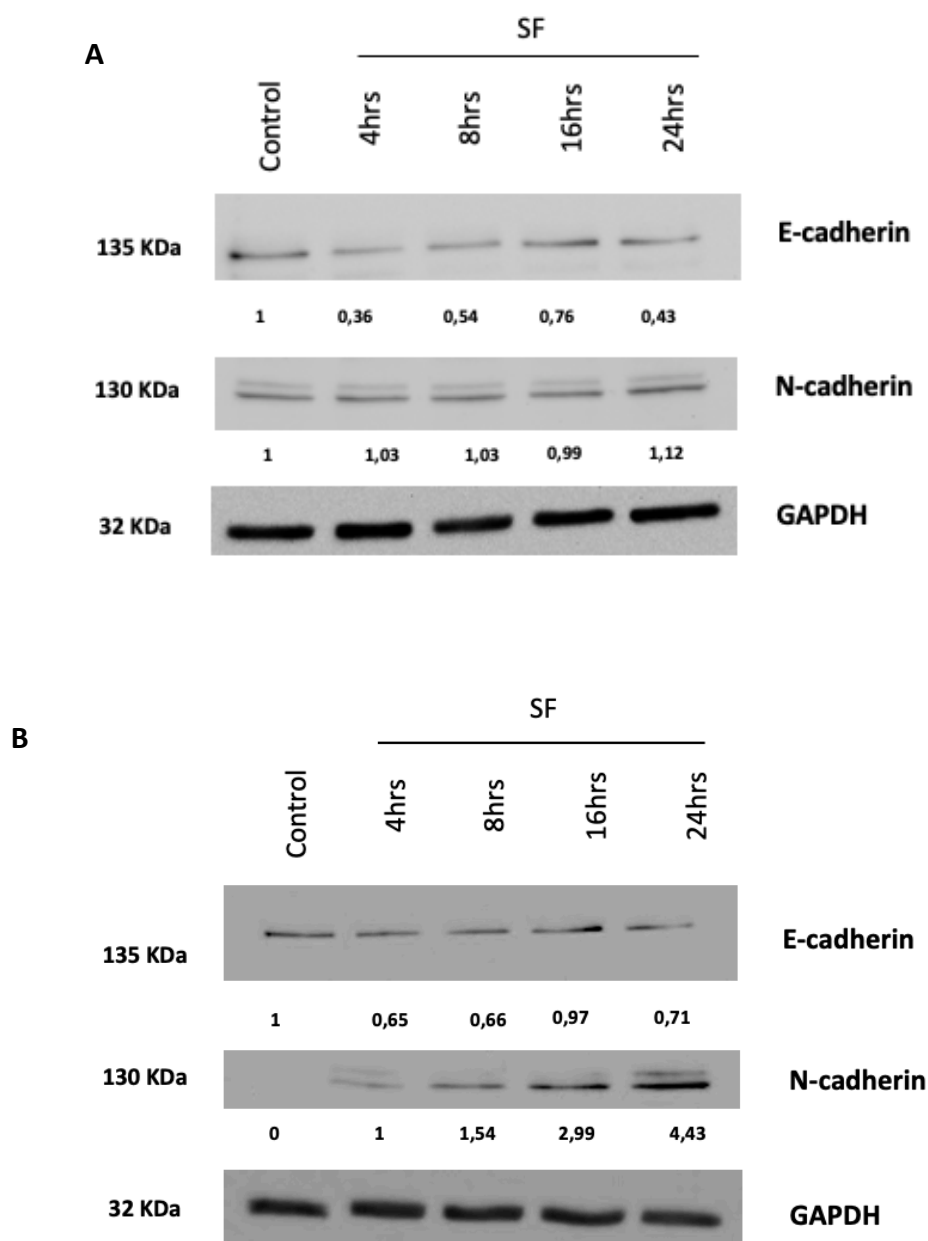 A
SF
Control 4hrs 8hrs 16hrs 24hrs
135 KDa E-cadherin
1 0,36 0,54 0,76 0,43
130 KDa N-cadherin
1 1,03 1,03 0,99 1,12
32 KDa GAPDH
B
SF
Control 4hrs 8hrs 16hrs 24hrs
135 KDa E-cadherin
1 0,65 0,66 0,97 0,71
130 KDa N-cadherin
0 1 1,54 2,99 4,43
32 KDa GAPDH